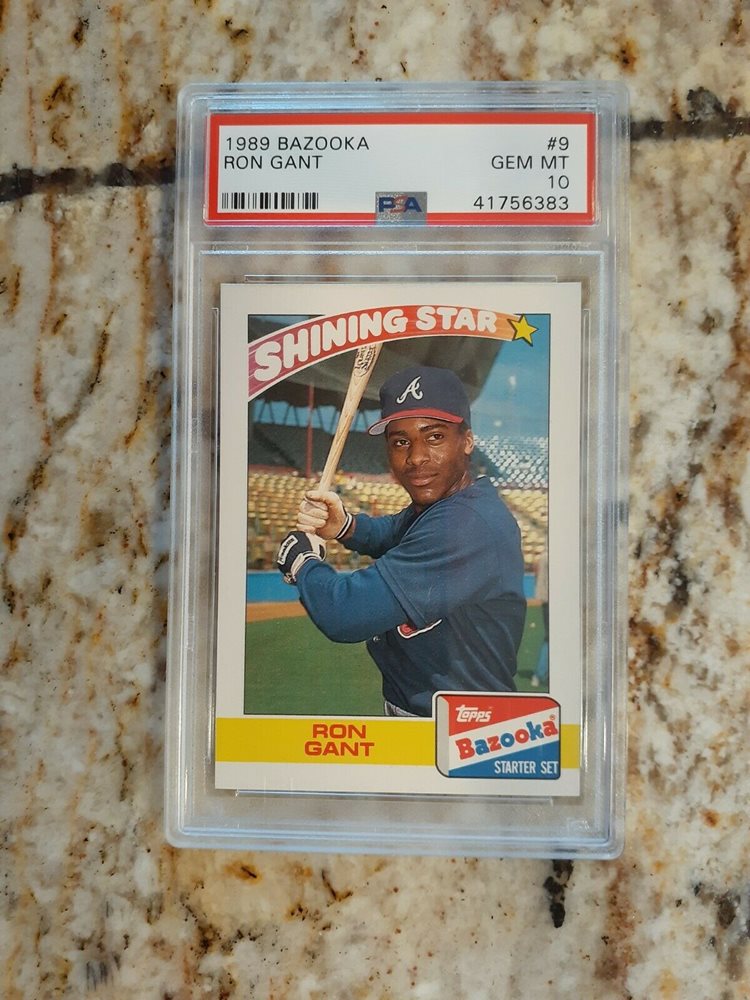 1989 BAZOOKA #9
RON GANT GEM MT
10
PSA 41756383
SHINING STAR
A
RON
GANT
Topps
Bazooka®
STARTER SET